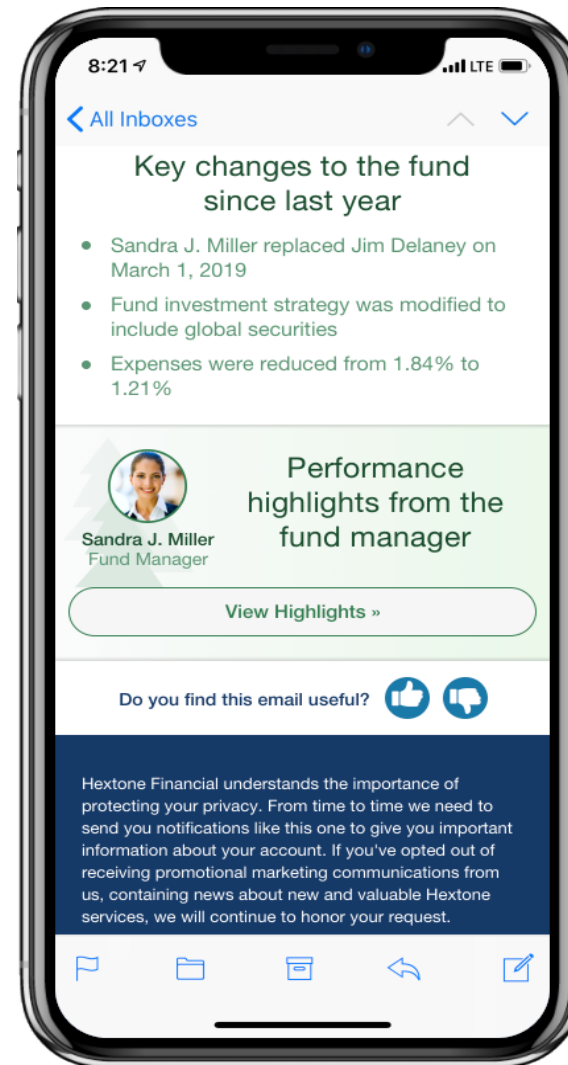 8:21
LTE
All Inboxes
Key changes to the fund
since last year
Sandra J. Miller replaced Jim Delaney on
March 1, 2019
Fund investment strategy was modified to
include global securities
Expenses were reduced from 1.84% to
1.21%
Performance
highlights from the
fund manager
Sandra J. Miller
Fund Manager
View Highlights »
Do you find this email useful?
Hextone Financial understands the importance of
protecting your privacy. From time to time we need to
send you notifications like this one to give you important
information about your account. If you've opted out of
receiving promotional marketing communications from
us, containing news about new and valuable Hextone
services, we will continue to honor your request.